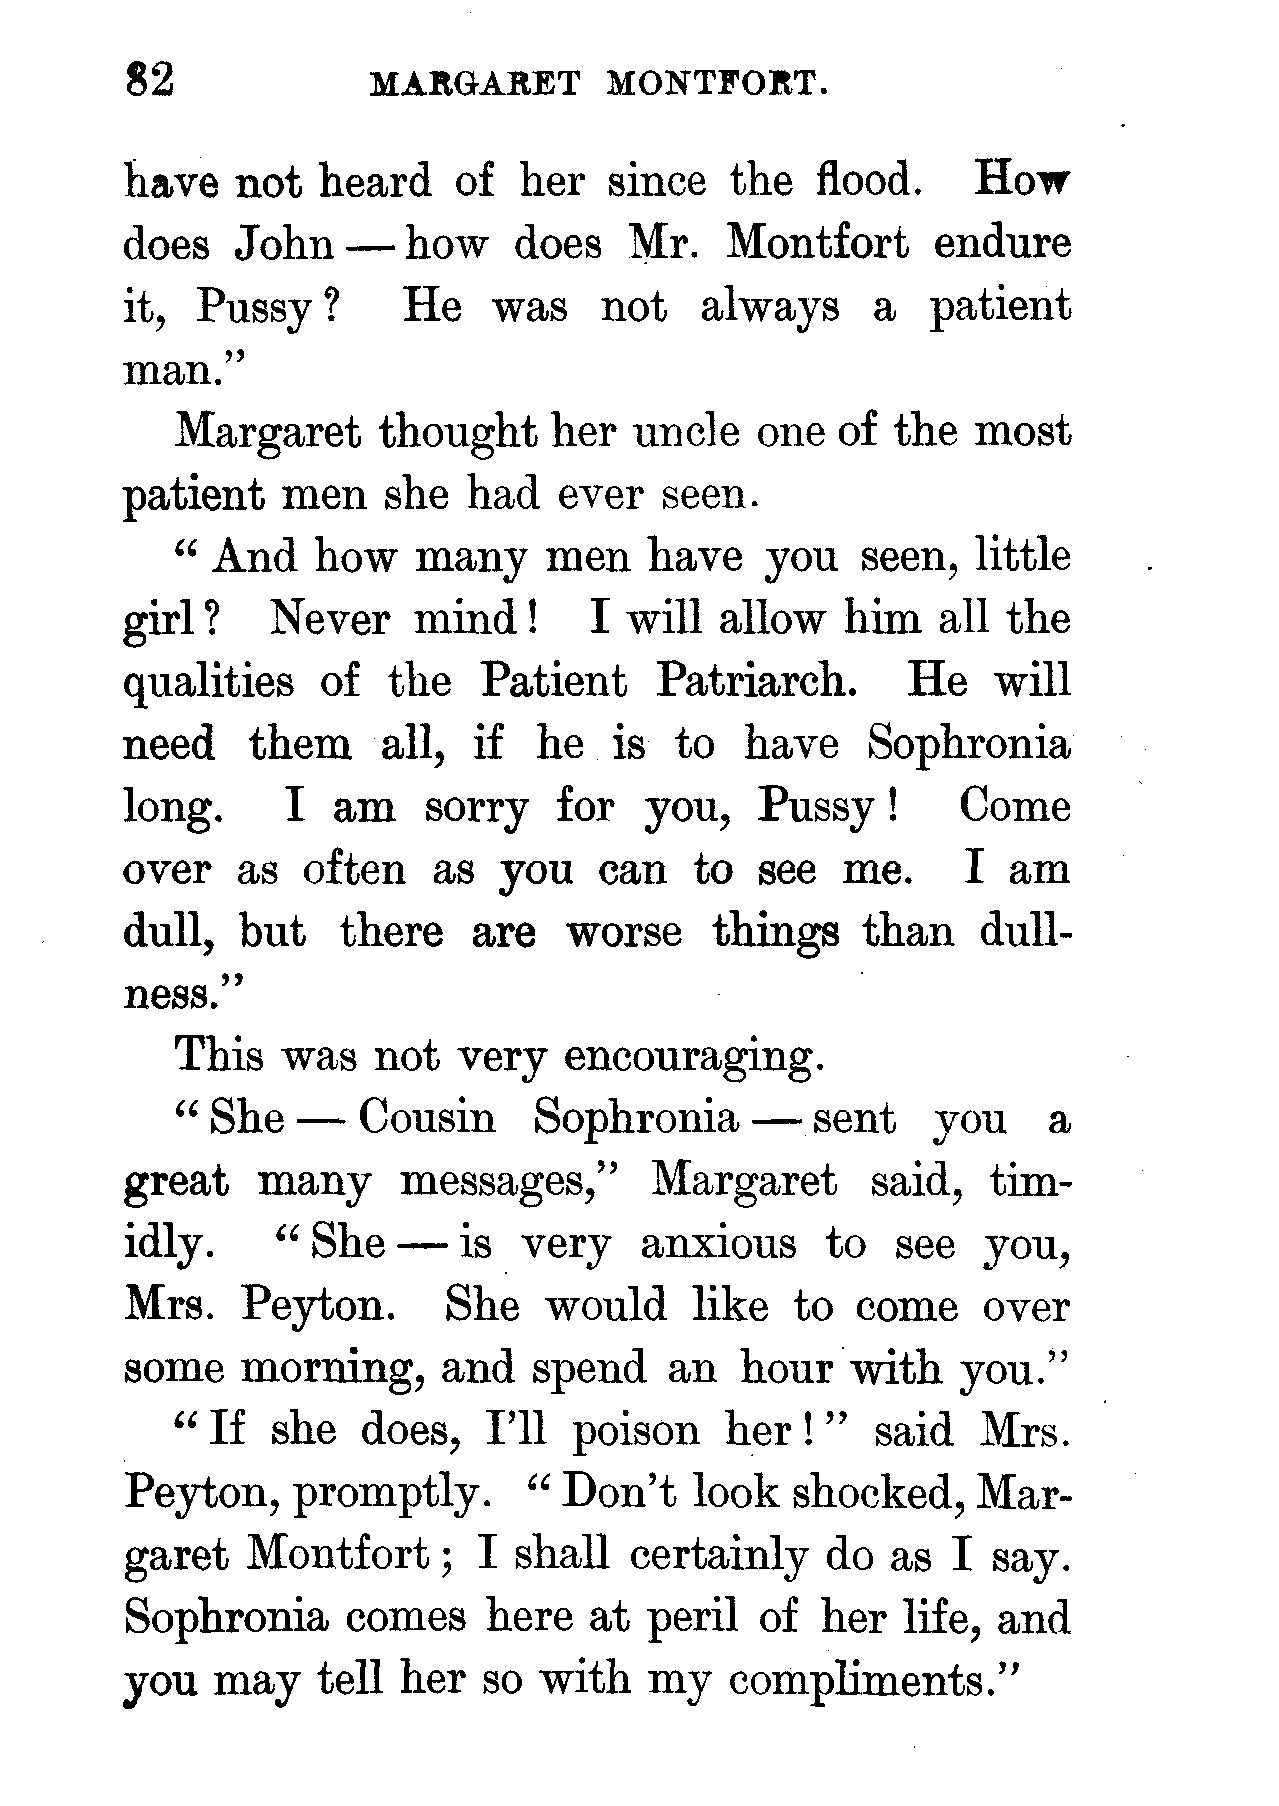 82 MARGARET MONTFORT.
have not heard of her since the flood. How
does John — how does Mr. Montfort endure
it, Pussy? He was not always a patient
man."
Margaret thought her uncle one of the most
patient men she had ever seen.
"And how many men have you seen, little
girl? Never mind! I will allow him all the
qualities of the Patient Patriarch. He will
need them all, if he is to have Sophronia
long. I am sorry for you, Pussy! Come
over as often as you can to see me. I am
dull, but there are worse things than dull-
ness."
This was not very encouraging.
"She — Cousin Sophronia — sent you a
great many messages," Margaret said, tim-
idly. "She — is very anxious to see you,
Mrs. Peyton. She would like to come over
some morning, and spend an hour with you."
"If she does, I'll poison her!" said Mrs.
Peyton, promptly. "Don't look shocked, Mar-
garet Montfort; I shall certainly do as I say.
Sophronia comes here at peril of her life, and
you may tell her so with my compliments."